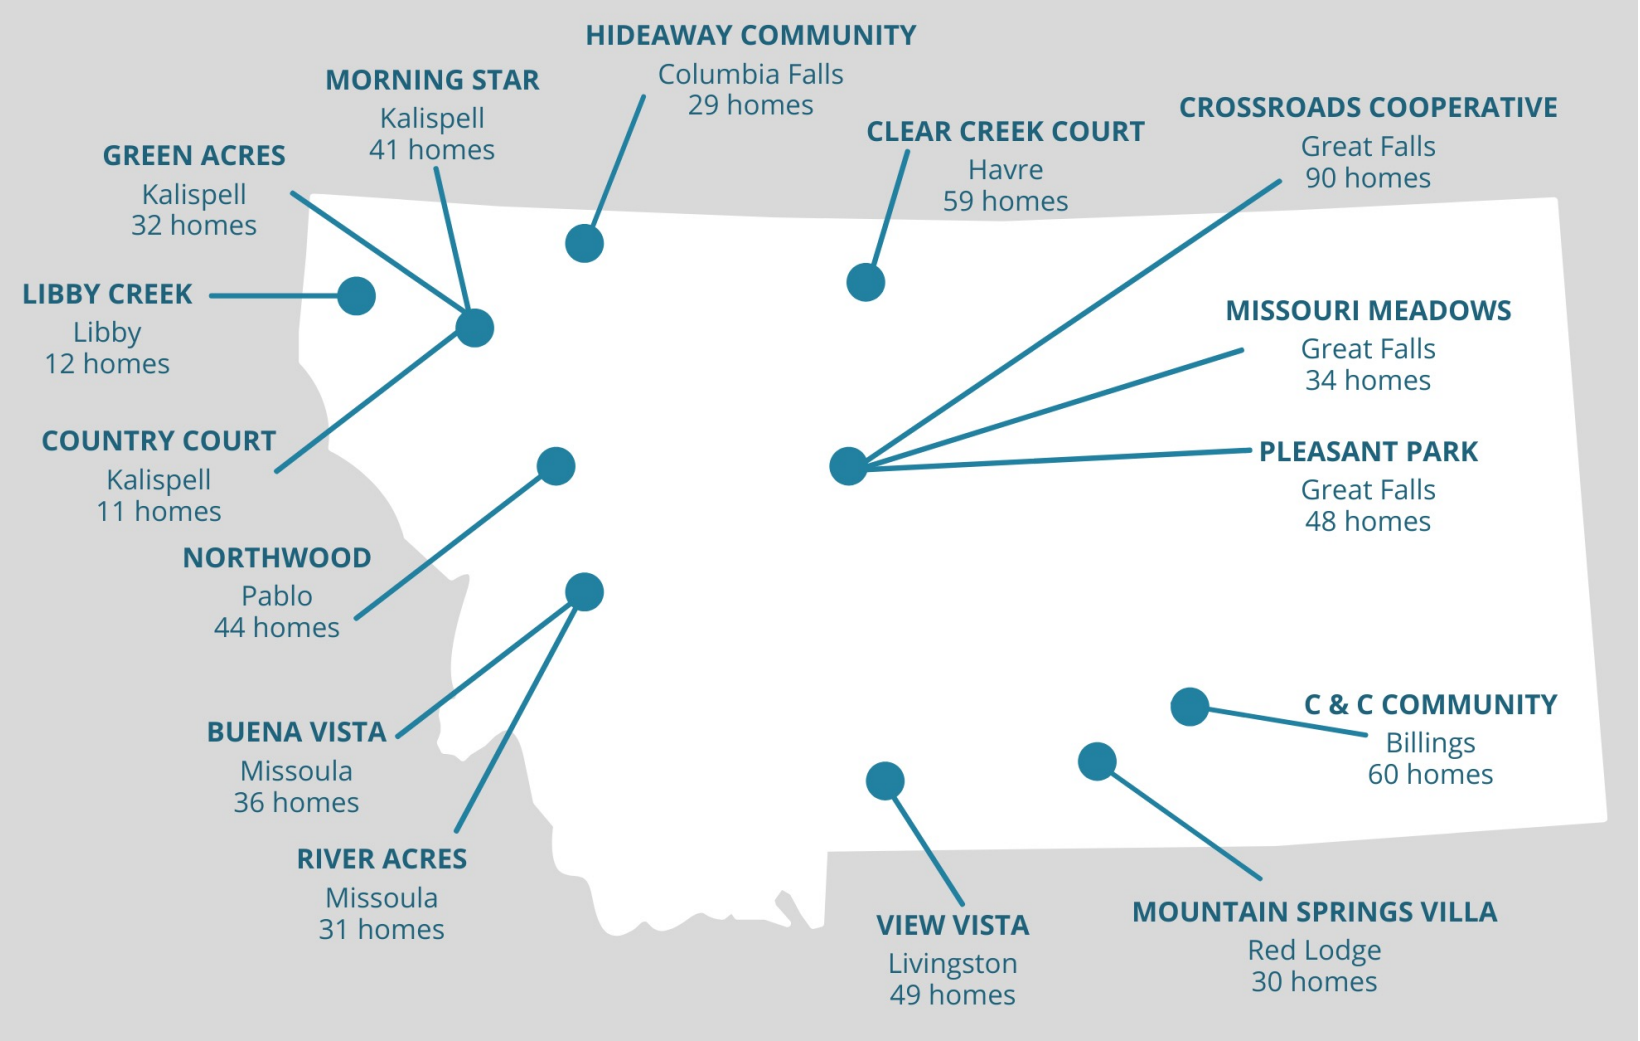 HIDEAWAY COMMUNITY
Columbia Falls
29 homes
MORNING STAR
Kalispell
41 homes
GREEN ACRES
Kalispell
32 homes
LIBBY CREEK
Libby
12 homes
COUNTRY COURT
Kalispell
11 homes
NORTHWOOD
Pablo
44 homes
BUENA VISTA
Missoula
36 homes
RIVER ACRES
Missoula
31 homes
CLEAR CREEK COURT
Havre
59 homes
CROSSROADS COOPERATIVE
Great Falls
90 homes
MISSOURI MEADOWS
Great Falls
34 homes
PLEASANT PARK
Great Falls
48 homes
C & C COMMUNITY
Billings
60 homes
MOUNTAIN SPRINGS VILLA
Red Lodge
30 homes
VIEW VISTA
Livingston
49 homes